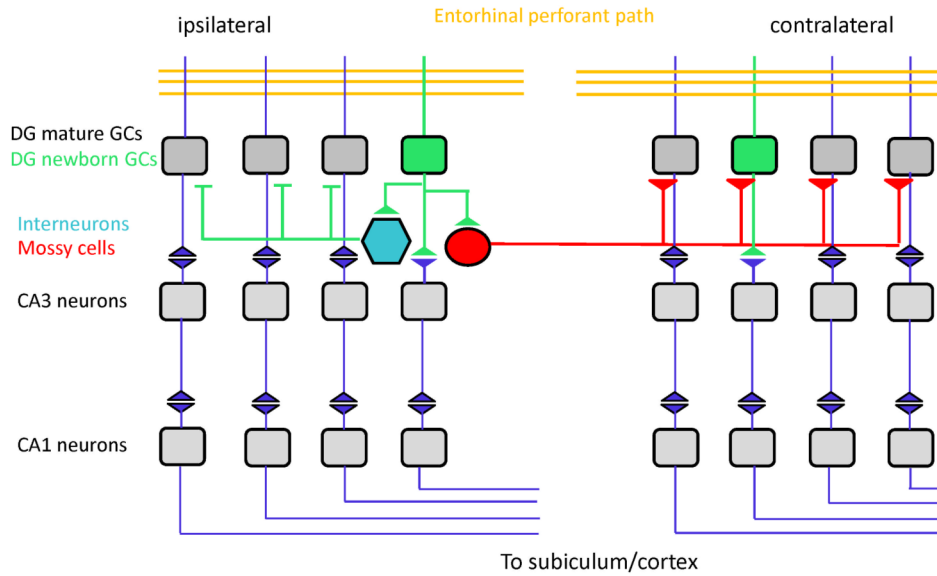 Entorhinal perforant path
ipsilateral
contralateral
DG mature GCs
DG newborn GCs
Interneurons
Mossy cells
CA3 neurons
CA1 neurons
To subiculum/cortex